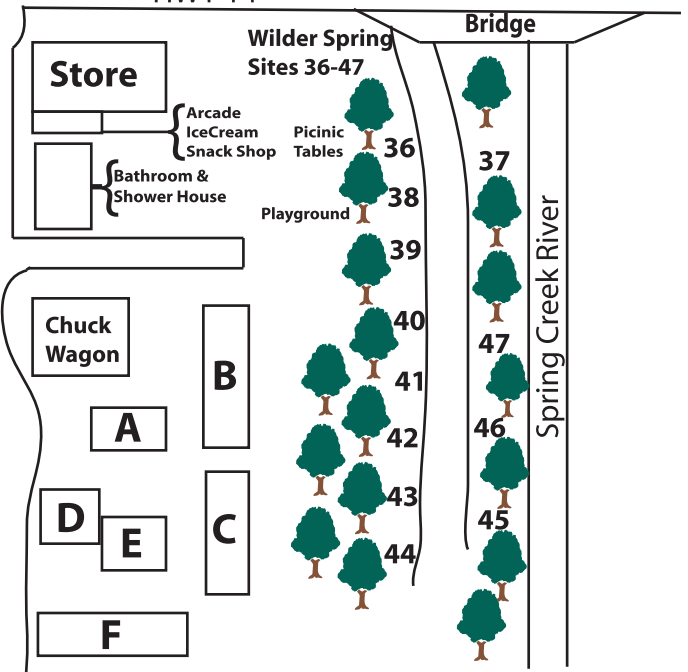 Bridge
Wilder Spring
Sites 36-47
Store
Arcade
IceCream
Snack Shop
Picinic
Tables
36
37
Bathroom &
Shower House
38
Playground
39
Spring Creek River
Chuck
Wagon
40
47
B
41
A
42
46
D
E
C
43
45
44
F